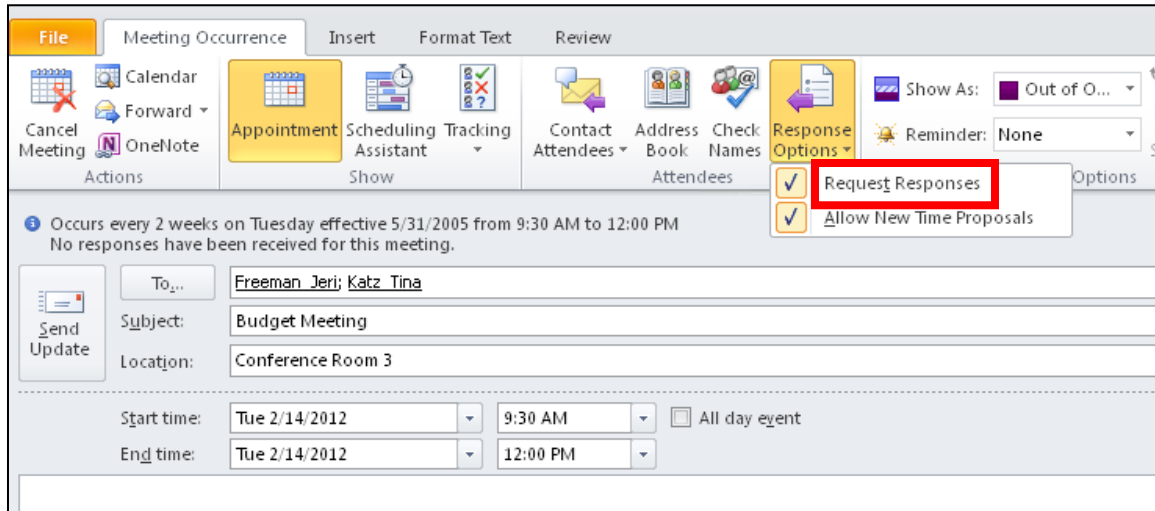 File Meeting Occurrence Insert Format Text Review
Calendar
Forward
OneNote
Cancel Meeting
Actions
Appointment
Scheduling Assistant
Tracking
Show
Contact Attendees
Address Book
Check Names
Response Options
Attendees
Show As: Out of O...
Reminder: None
Options
Request Responses
Allow New Time Proposals
Occurs every 2 weeks on Tuesday effective 5/31/2005 from 9:30 AM to 12:00 PM
No responses have been received for this meeting.
Send Update
To... Freeman Jeri; Katz Tina
Subject: Budget Meeting
Location: Conference Room 3
Start time: Tue 2/14/2012 9:30 AM All day event
End time: Tue 2/14/2012 12:00 PM